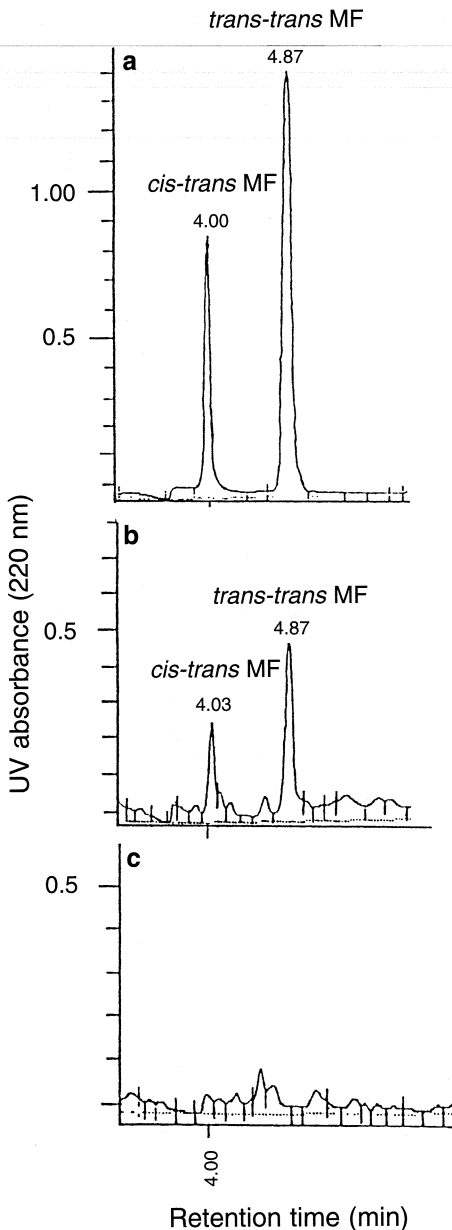 trans-trans MF
a
4.87
cis-trans MF
4.00
1.00
0.5
UV absorbance (220 nm)
b
trans-trans MF
0.5
4.87
cis-trans MF
4.03
c
0.5
4.00
Retention time (min)